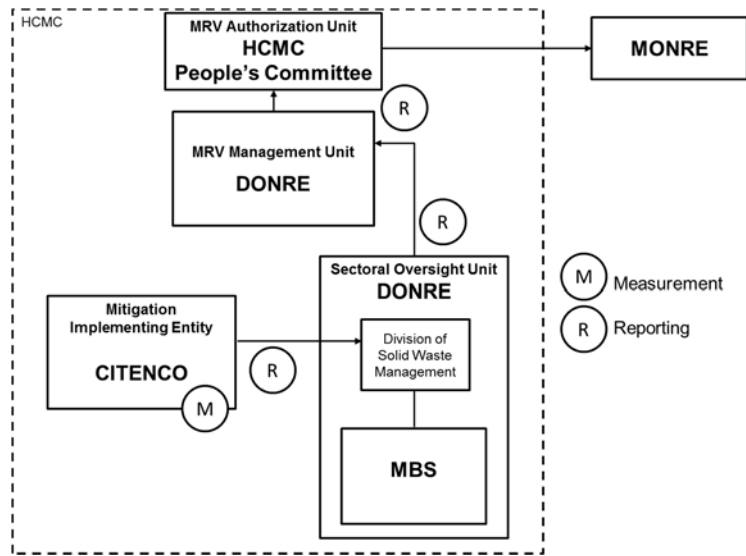 HCMC
MRV Authorization Unit
HCMC
People's Committee
MONRE
R
MRV Management Unit
DONRE
R
Sectoral Oversight Unit
DONRE
M Measurement
R Reporting
Mitigation
Implementing Entity
CITENCO
M
R
Division of
Solid Waste
Management
MBS